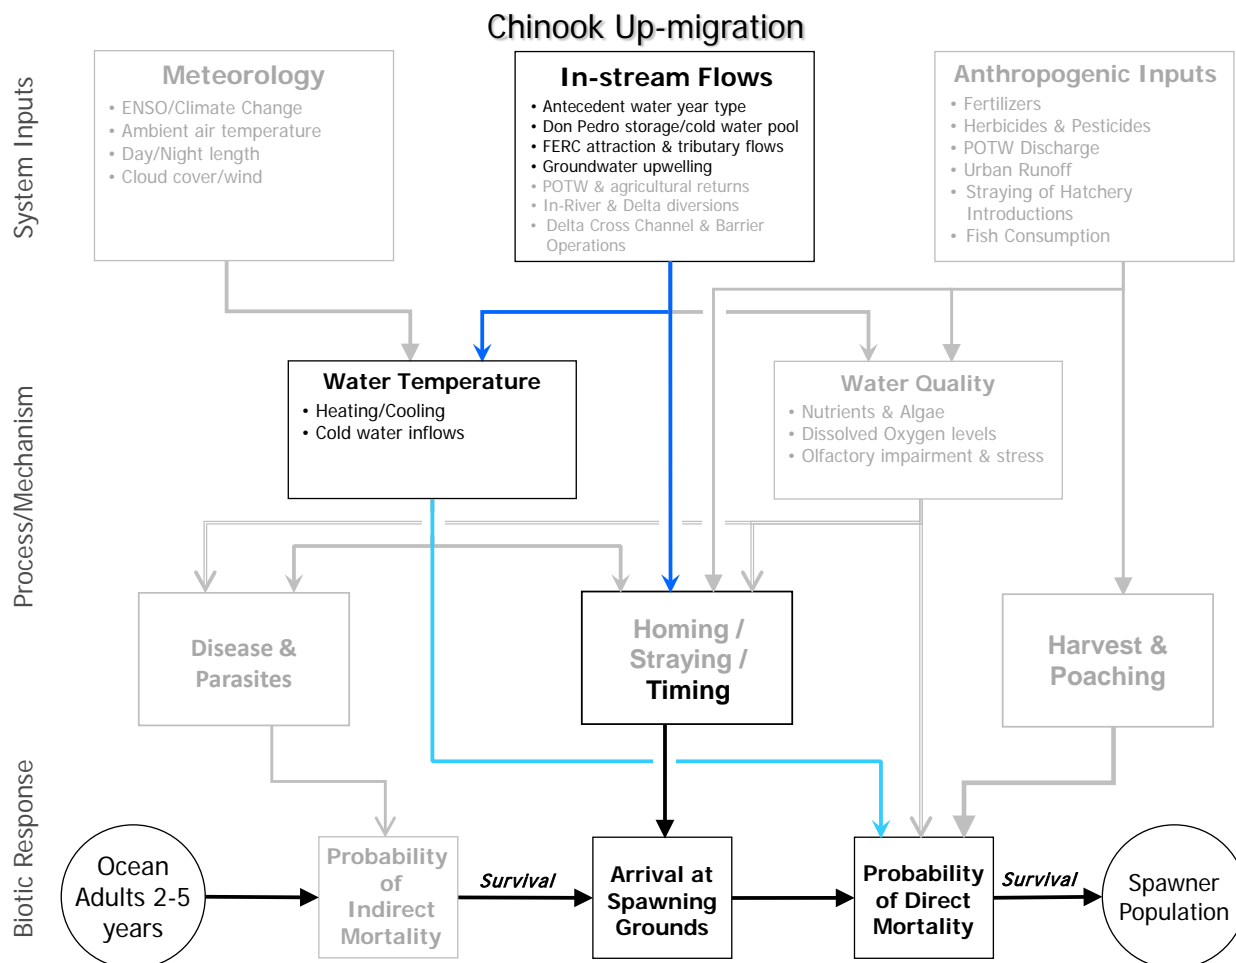 Chinook Up-migration
System Inputs
Meteorology
• ENSO/Climate Change
• Ambient air temperature
• Day/Night length
• Cloud cover/wind
In-stream Flows
• Antecedent water year type
• Don Pedro storage/cold water pool
• FERC attraction & tributary flows
• Groundwater upwelling
• POTW & agricultural returns
• In-River & Delta diversions
• Delta Cross Channel & Barrier
Operations
Anthropogenic Inputs
• Fertilizers
• Herbicides & Pesticides
• POTW Discharge
• Urban Runoff
• Straying of Hatchery
Introductions
• Fish Consumption
Process/Mechanism
Water Temperature
• Heating/Cooling
• Cold water inflows
Water Quality
• Nutrients & Algae
• Dissolved Oxygen levels
• Olfactory impairment & stress
Disease &
Parasites
Homing /
Straying /
Timing
Harvest &
Poaching
Biotic Response
Ocean
Adults 2-5
years
Probability
of
Indirect
Mortality
Survival
Arrival at
Spawning
Grounds
Probability
of Direct
Mortality
Survival
Spawner
Population